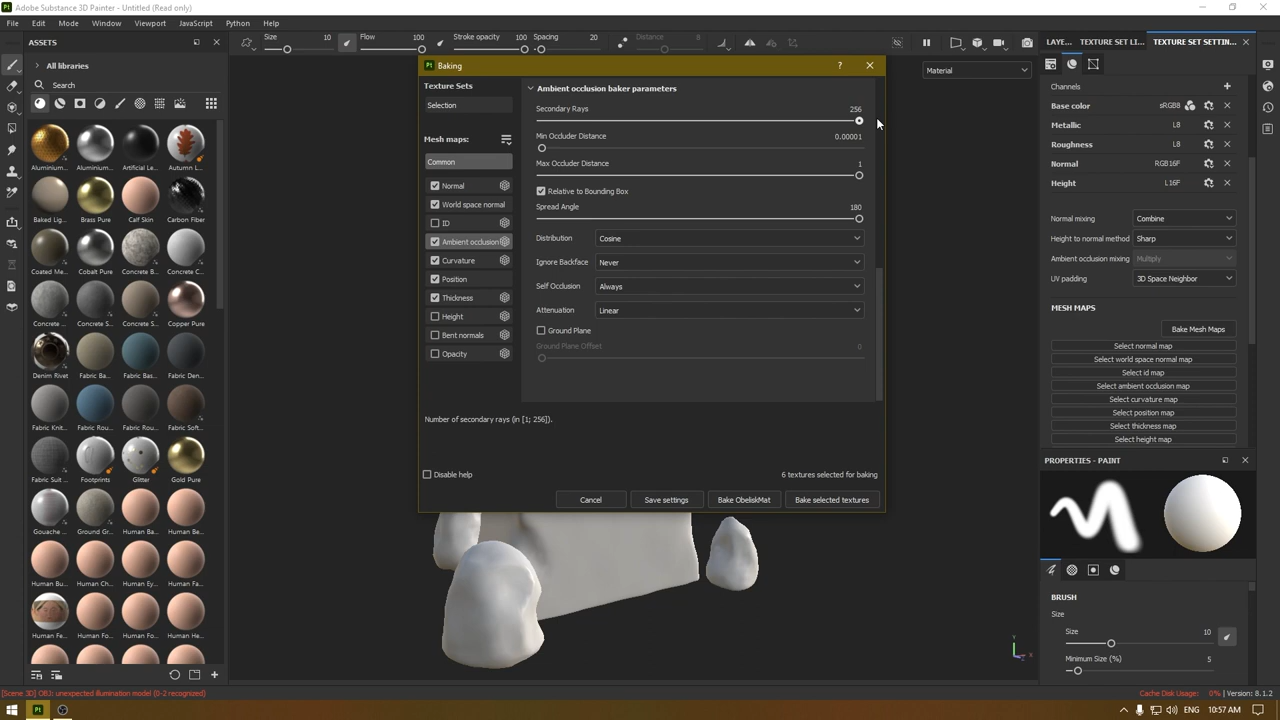 Adobe Substance 3D Painter - Untitled (Read only)
File Edit Mode Window Viewport JavaScript Python Help
ASSETS
Size 10
Flow 100
Stroke opacity 100
Spacing 20
Distance 8
LAYE... TEXTURE SET LI... TEXTURE SET SETTIN...
All libraries
Search
Material
Aluminium... Aluminium... Artificial Le... Autumn L...
Baked Lig... Brass Pure Calf Skin Carbon Fiber
Coated Me... Cobalt Pure Concrete B... Concrete C...
Concrete ... Concrete S... Concrete S... Copper Pure
Denim Rivet Fabric Ba... Fabric Bas... Fabric Den...
Fabric Knit... Fabric Rou... Fabric Rou... Fabric Soft...
Fabric Suit ... Footprints Glitter Gold Pure
Gouache ... Ground Gr... Human Ba... Human Be...
Human Bu... Human Ch... Human Ey... Human Fa...
Human Fe... Human Fo... Human Fo... Human He...
Baking
Texture Sets
Selection
Mesh maps:
Common
Normal
World space normal
ID
Ambient occlusion
Curvature
Position
Thickness
Height
Bent normals
Opacity
Ambient occlusion baker parameters
Secondary Rays 256
Min Occluder Distance 0.00001
Max Occluder Distance 1
Relative to Bounding Box
Spread Angle 180
Distribution Cosine
Ignore Backface Never
Self Occlusion Always
Attenuation Linear
Ground Plane
Ground Plane Offset 0
Number of secondary rays (in [1; 256]).
Disable help
6 textures selected for baking
Cancel Save settings Bake ObeliskMat Bake selected textures
Channels
Base color sRGB8
Metallic L8
Roughness L8
Normal RGB16F
Height L16F
Normal mixing Combine
Height to normal method Sharp
Ambient occlusion mixing Multiply
UV padding 3D Space Neighbor
MESH MAPS
Bake Mesh Maps
Select normal map
Select world space normal map
Select id map
Select ambient occlusion map
Select curvature map
Select position map
Select thickness map
Select height map
PROPERTIES - PAINT
BRUSH
Size
Size 10
Minimum Size (%) 5
Y
X
[Scene 3D] OBJ: unexpected illumination model (0-2 recognized)
Cache Disk Usage: 0% | Version: 8.1.2
Pt
ENG 10:57 AM